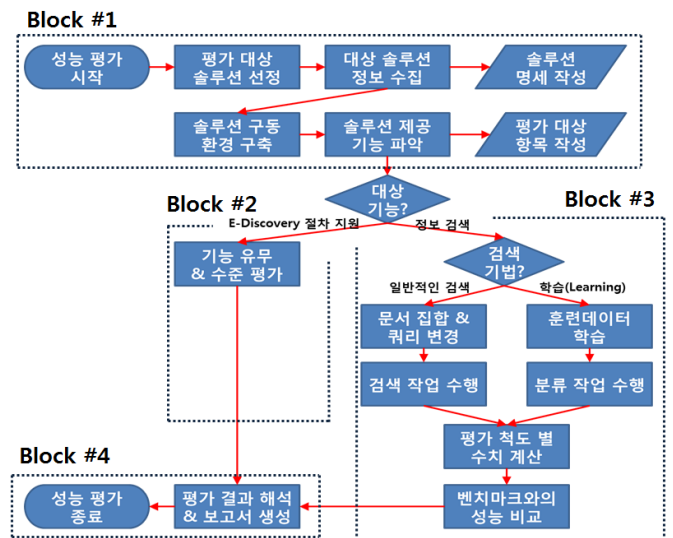 Block #1
성능 평가
시작
평가 대상
솔루션 선정
대상 솔루션
정보 수집
솔루션
명세 작성
솔루션 구동
환경 구축
솔루션 제공
기능 파악
평가 대상
항목 작성
대상
기능?
Block #2
Block #3
E-Discovery 절차 지원
정보 검색
기능 유무
& 수준 평가
검색
기법?
일반적인 검색
학습(Learning)
문서 집합 &
쿼리 변경
훈련데이터
학습
검색 작업 수행
분류 작업 수행
평가 척도 별
수치 계산
Block #4
성능 평가
종료
평가 결과 해석
& 보고서 생성
벤치마크와의
성능 비교